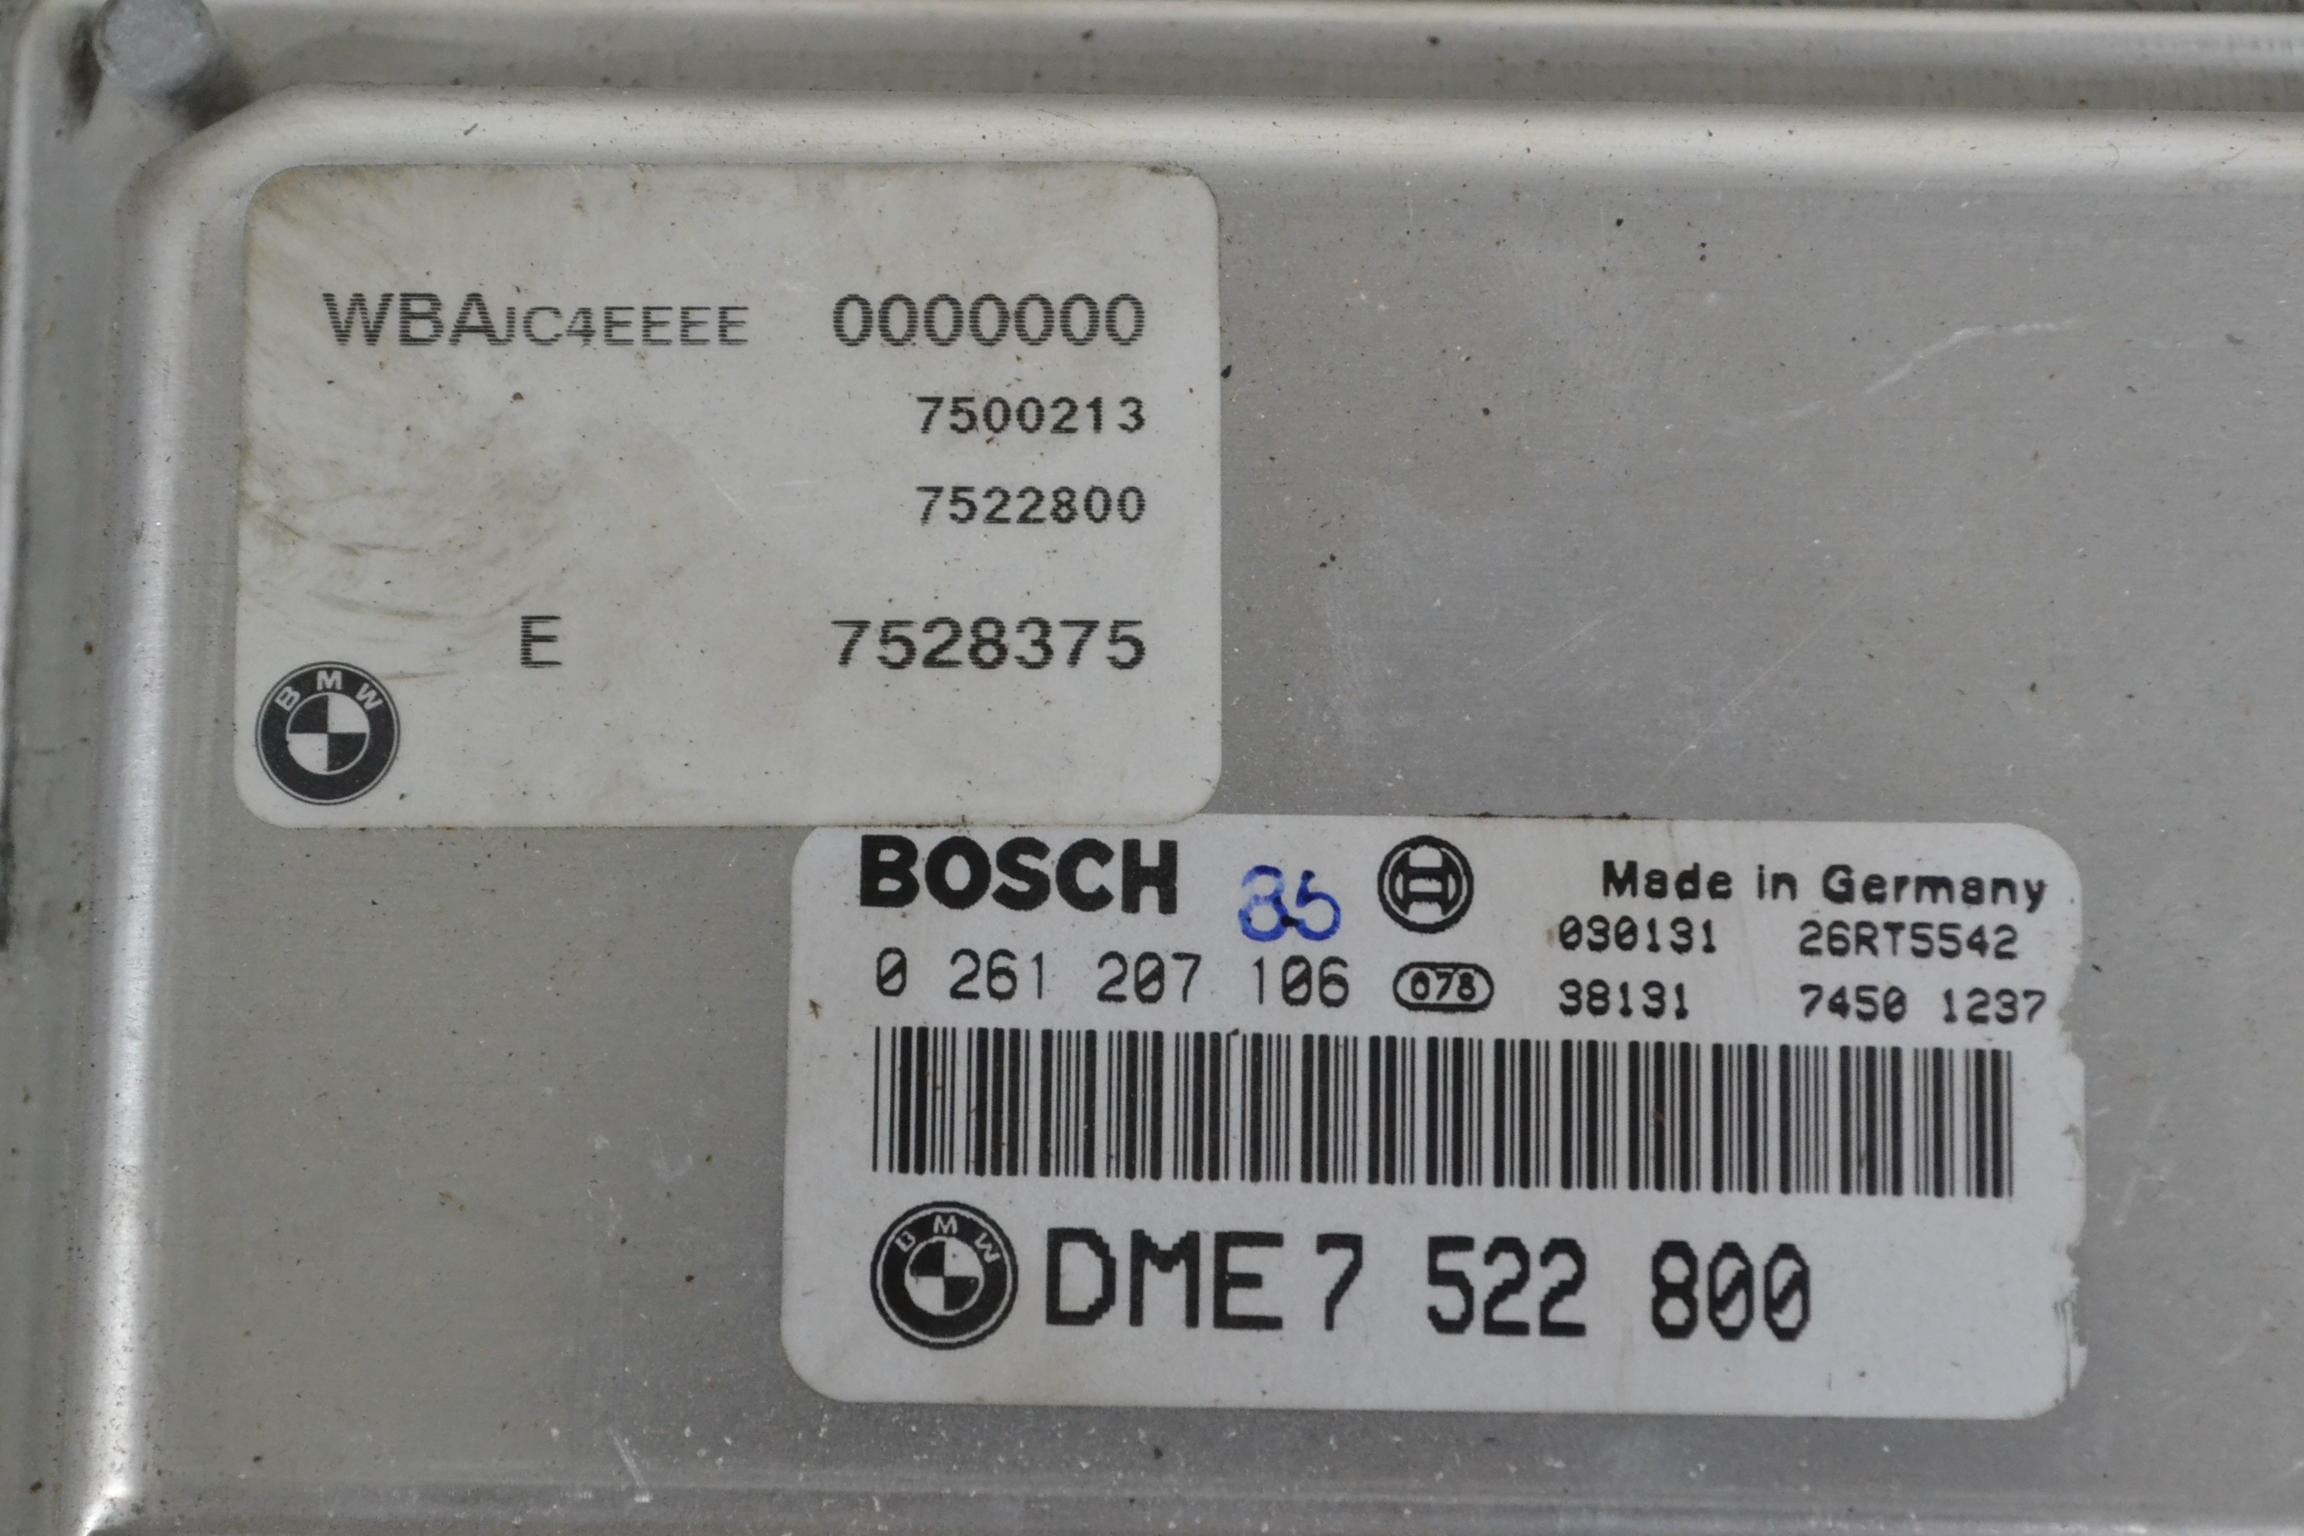 WBAJC4EEEE 0000000
7500213
7522800
E 7528375
BMW
BOSCH 85 Made in Germany
030131 26RT5542
0 261 207 106 678 38131 7450 1237
BMW DME 7 522 800